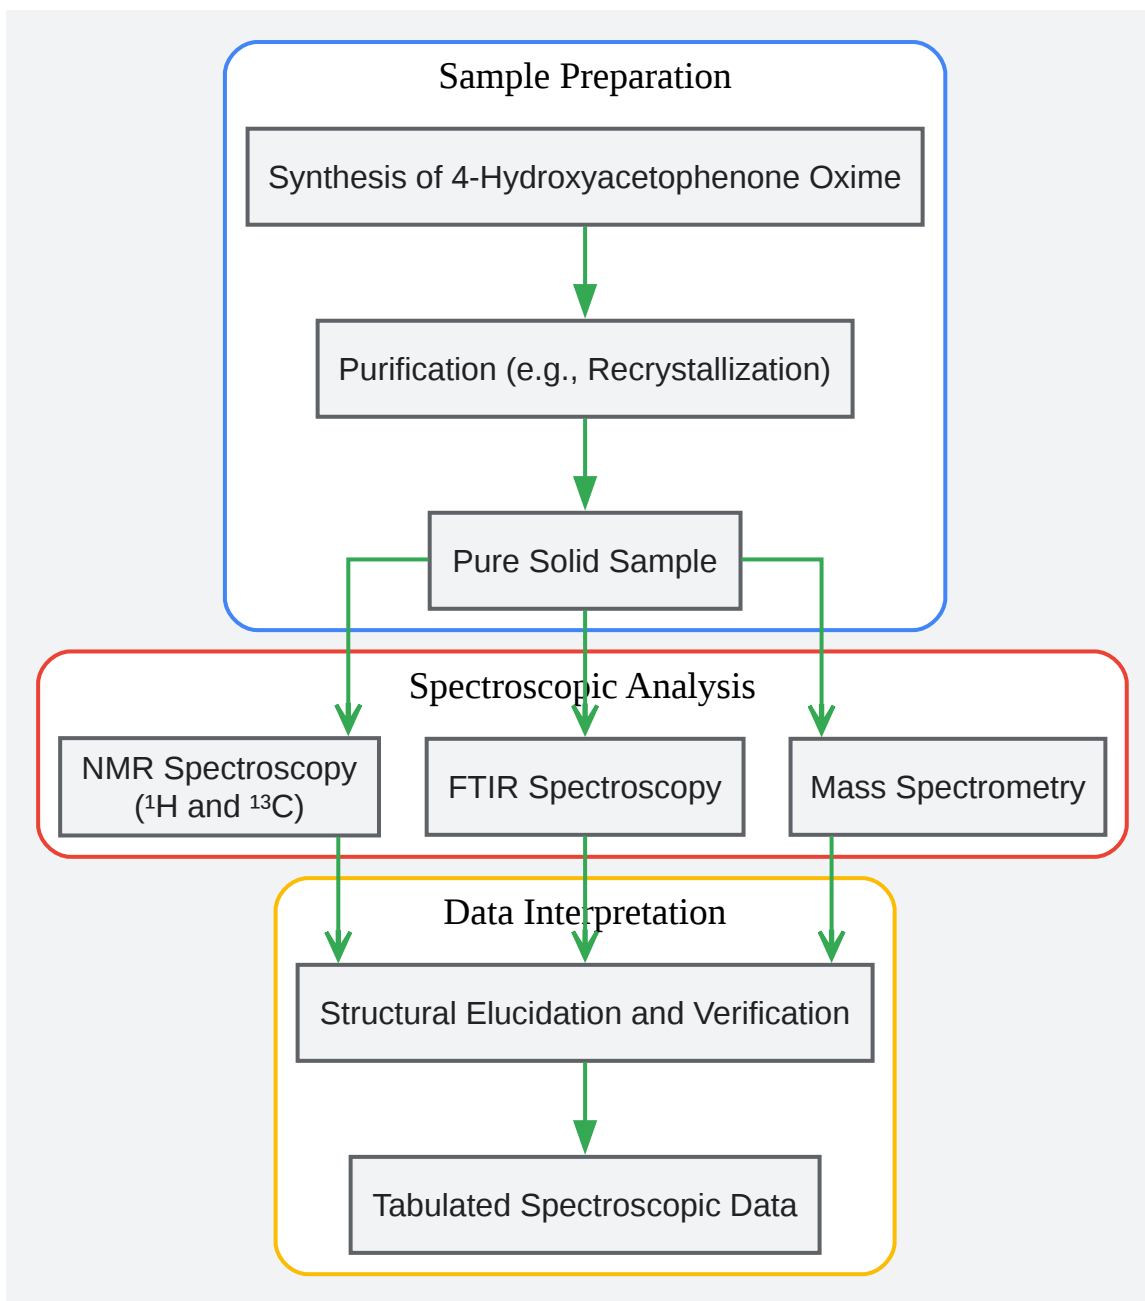 Sample Preparation
Synthesis of 4-Hydroxyacetophenone Oxime
Purification (e.g., Recrystallization)
Pure Solid Sample
Spectroscopic Analysis
NMR Spectroscopy
(¹H and ¹³C)
FTIR Spectroscopy
Mass Spectrometry
Data Interpretation
Structural Elucidation and Verification
Tabulated Spectroscopic Data